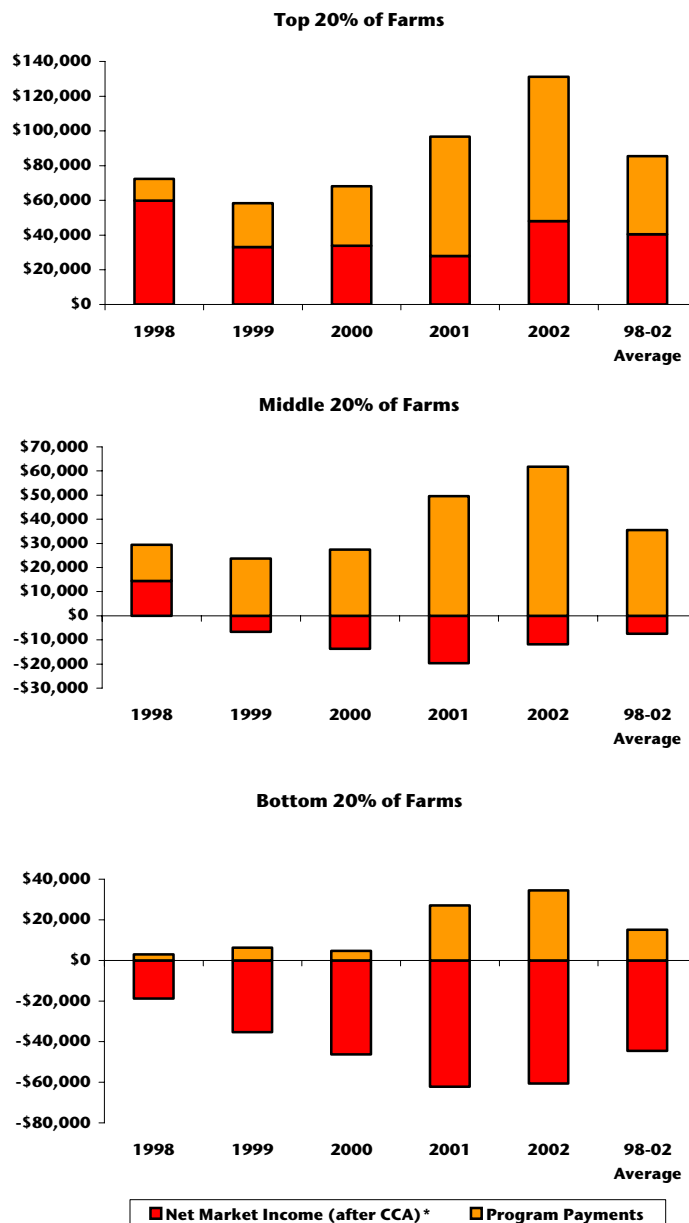 Top 20% of Farms
$140,000
$120,000
$100,000
$80,000
$60,000
$40,000
$20,000
$0
1998 1999 2000 2001 2002 98-02
Average
Middle 20% of Farms
$70,000
$60,000
$50,000
$40,000
$30,000
$20,000
$10,000
$0
-$10,000
-$20,000
-$30,000
1998 1999 2000 2001 2002 98-02
Average
Bottom 20% of Farms
$40,000
$20,000
$0
-$20,000
-$40,000
-$60,000
-$80,000
1998 1999 2000 2001 2002 98-02
Average
Net Market Income (after CCA)* Program Payments